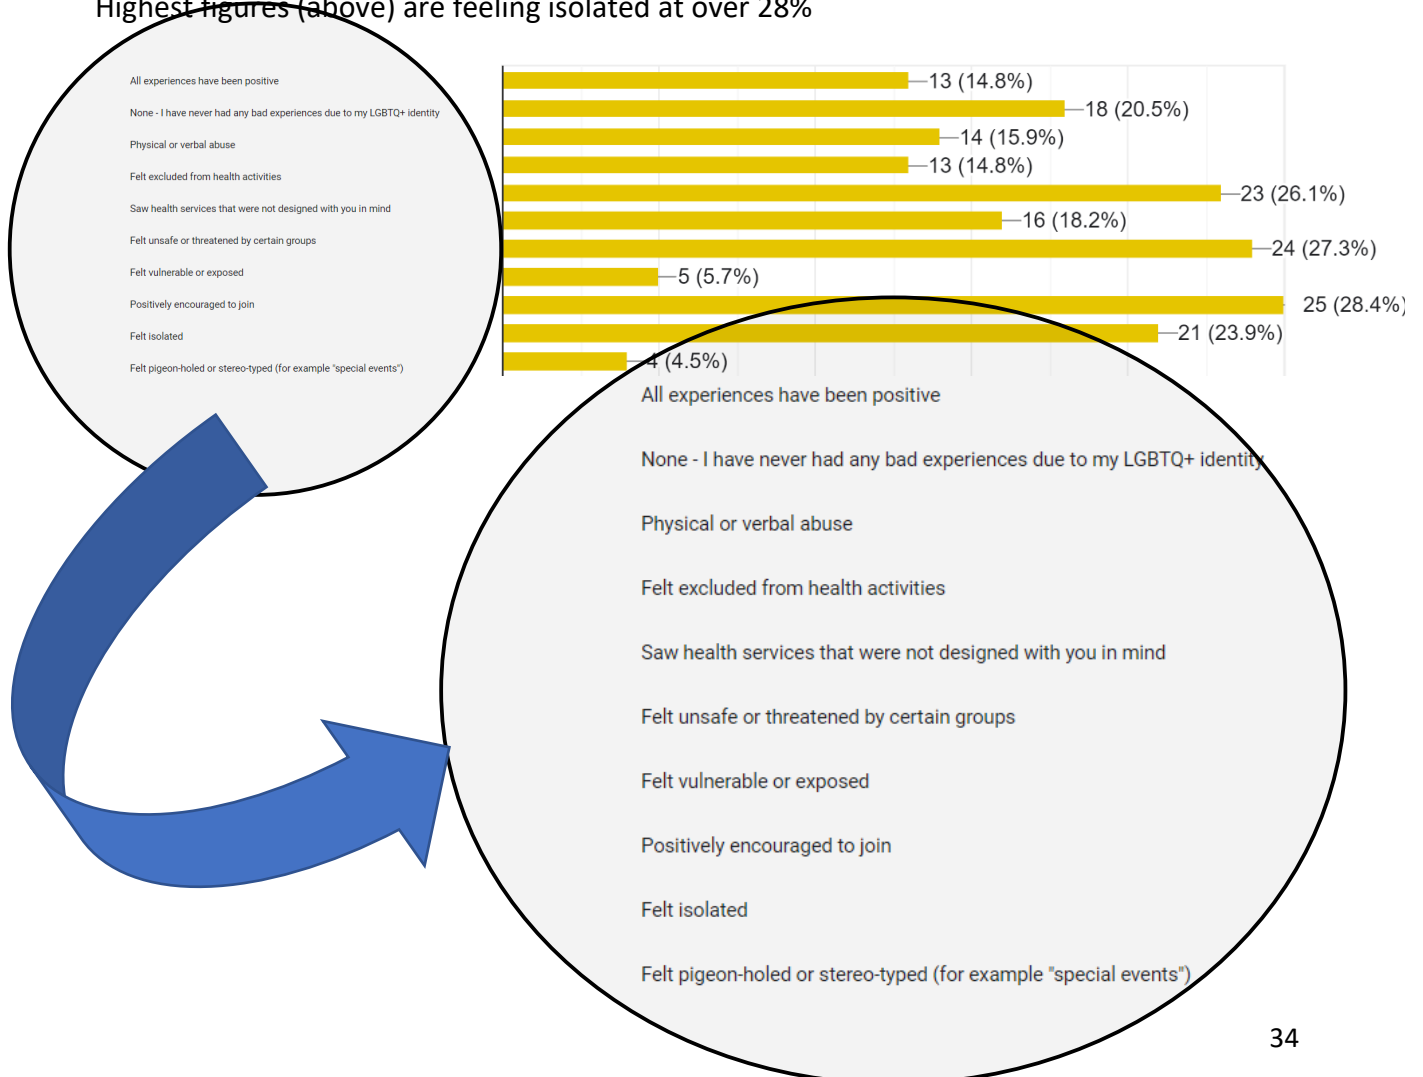 Highest figures (above) are feeling isolated at over 28%
All experiences have been positive
None - I have never had any bad experiences due to my LGBTQ+ identity
Physical or verbal abuse
Felt excluded from health activities
Saw health services that were not designed with you in mind
Felt unsafe or threatened by certain groups
Felt vulnerable or exposed
Positively encouraged to join
Felt isolated
Felt pigeon-holed or stereo-typed (for example "special events")
13 (14.8%)
18 (20.5%)
14 (15.9%)
13 (14.8%)
23 (26.1%)
16 (18.2%)
24 (27.3%)
5 (5.7%)
25 (28.4%)
21 (23.9%)
4 (4.5%)
All experiences have been positive
None - I have never had any bad experiences due to my LGBTQ+ identity
Physical or verbal abuse
Felt excluded from health activities
Saw health services that were not designed with you in mind
Felt unsafe or threatened by certain groups
Felt vulnerable or exposed
Positively encouraged to join
Felt isolated
Felt pigeon-holed or stereo-typed (for example "special events")
34